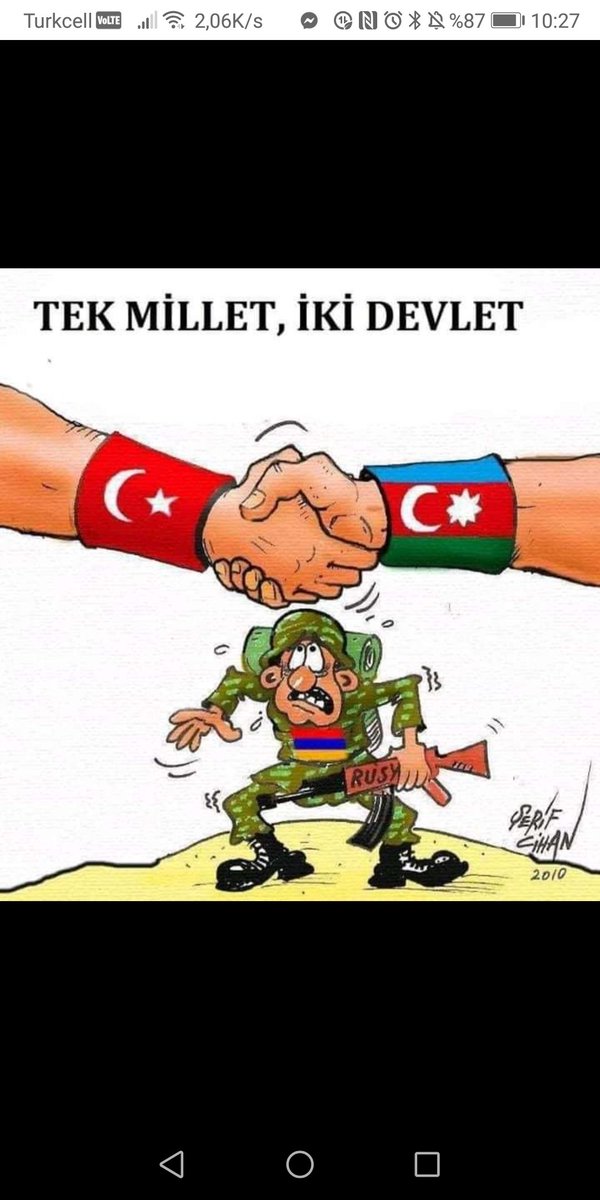 Turkcell VoLTE 2,06K/s %87 10:27
TEK MİLLET, İKİ DEVLET
RUSY
ŞERİF
CİHAN
2010